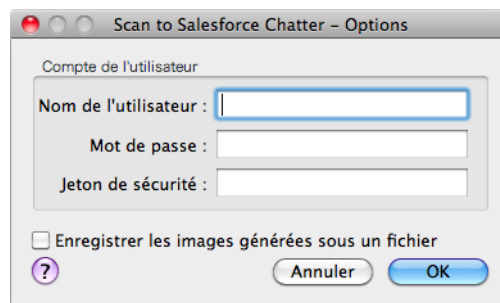 Scan to Salesforce Chatter – Options
Compte de l'utilisateur
Nom de l'utilisateur :
Mot de passe :
Jeton de sécurité :
Enregistrer les images générées sous un fichier
? Annuler OK